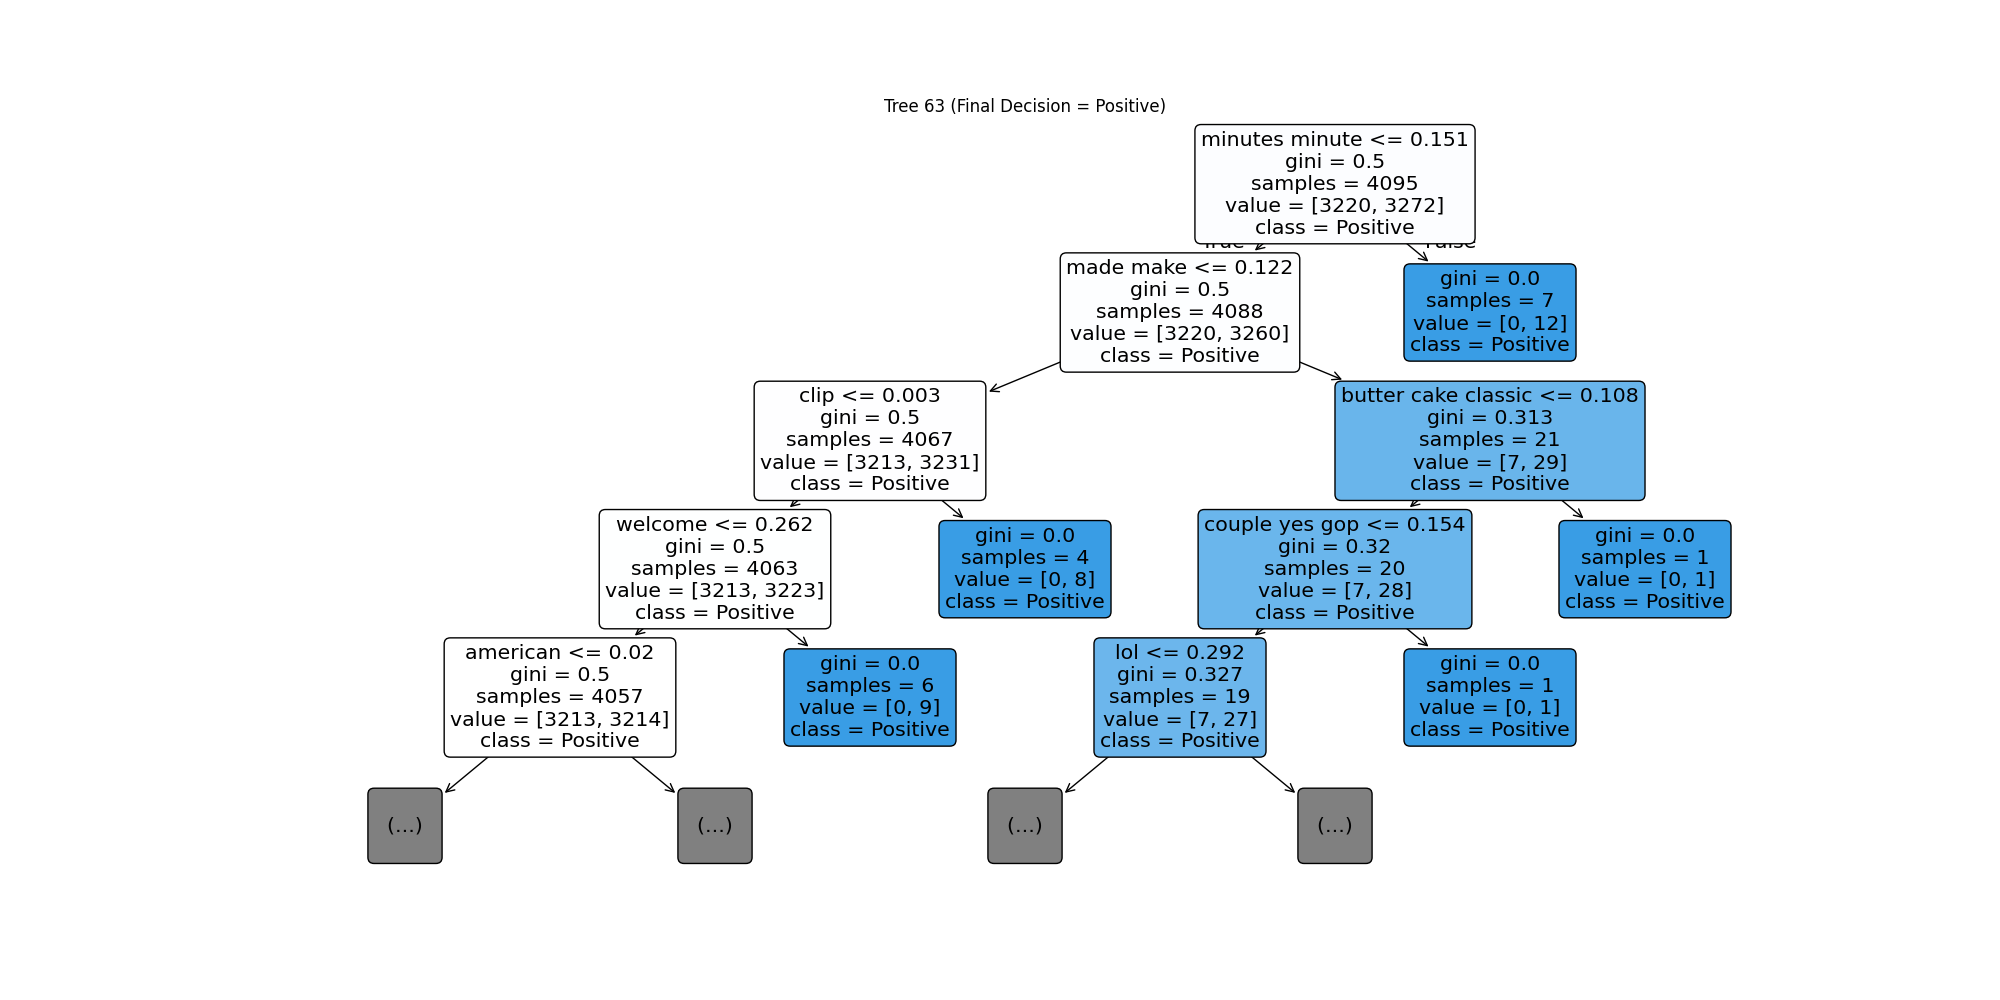 Tree 63 (Final Decision = Positive)
minutes minute <= 0.151
gini = 0.5
samples = 4095
value = [3220, 3272]
class = Positive
True
False
made make <= 0.122
gini = 0.5
samples = 4088
value = [3220, 3260]
class = Positive
gini = 0.0
samples = 7
value = [0, 12]
class = Positive
clip <= 0.003
gini = 0.5
samples = 4067
value = [3213, 3231]
class = Positive
butter cake classic <= 0.108
gini = 0.313
samples = 21
value = [7, 29]
class = Positive
welcome <= 0.262
gini = 0.5
samples = 4063
value = [3213, 3223]
class = Positive
gini = 0.0
samples = 4
value = [0, 8]
class = Positive
couple yes gop <= 0.154
gini = 0.32
samples = 20
value = [7, 28]
class = Positive
gini = 0.0
samples = 1
value = [0, 1]
class = Positive
american <= 0.02
gini = 0.5
samples = 4057
value = [3213, 3214]
class = Positive
gini = 0.0
samples = 6
value = [0, 9]
class = Positive
lol <= 0.292
gini = 0.327
samples = 19
value = [7, 27]
class = Positive
gini = 0.0
samples = 1
value = [0, 1]
class = Positive
(...)
(...)
(...)
(...)